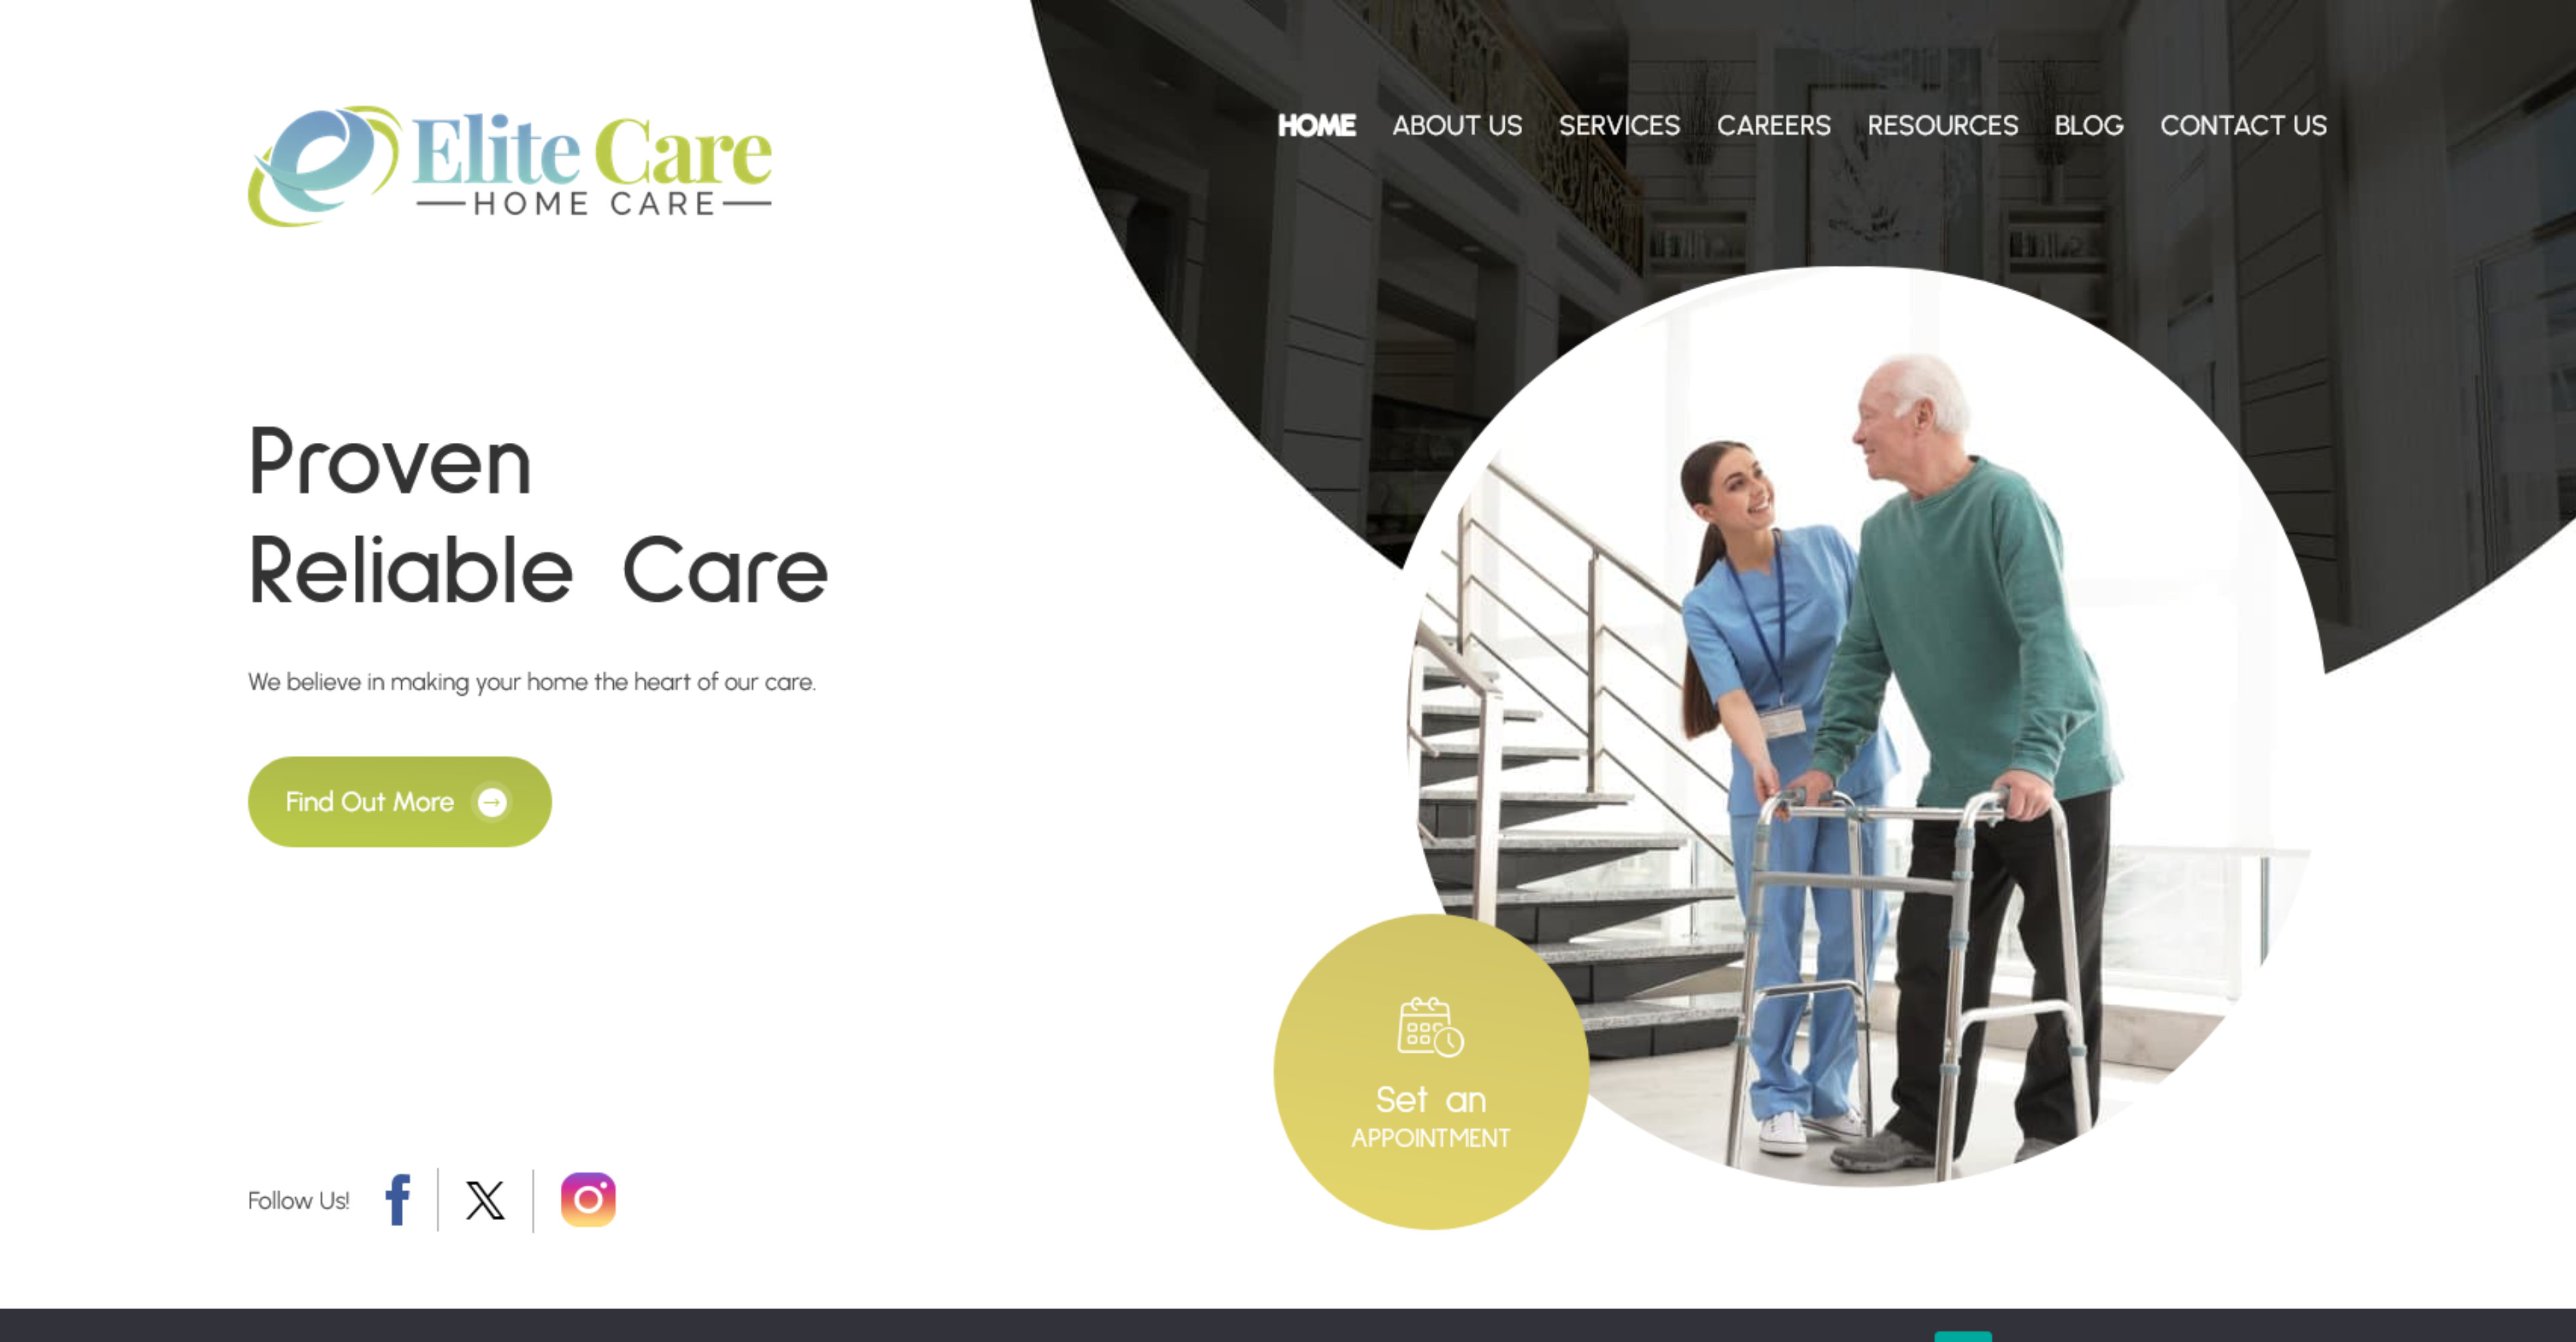 Elite Care
HOME CARE
HOME ABOUT US SERVICES CAREERS RESOURCES BLOG CONTACT US
Proven
Reliable Care
We believe in making your home the heart of our care.
Find Out More
Set an
APPOINTMENT
Follow Us!